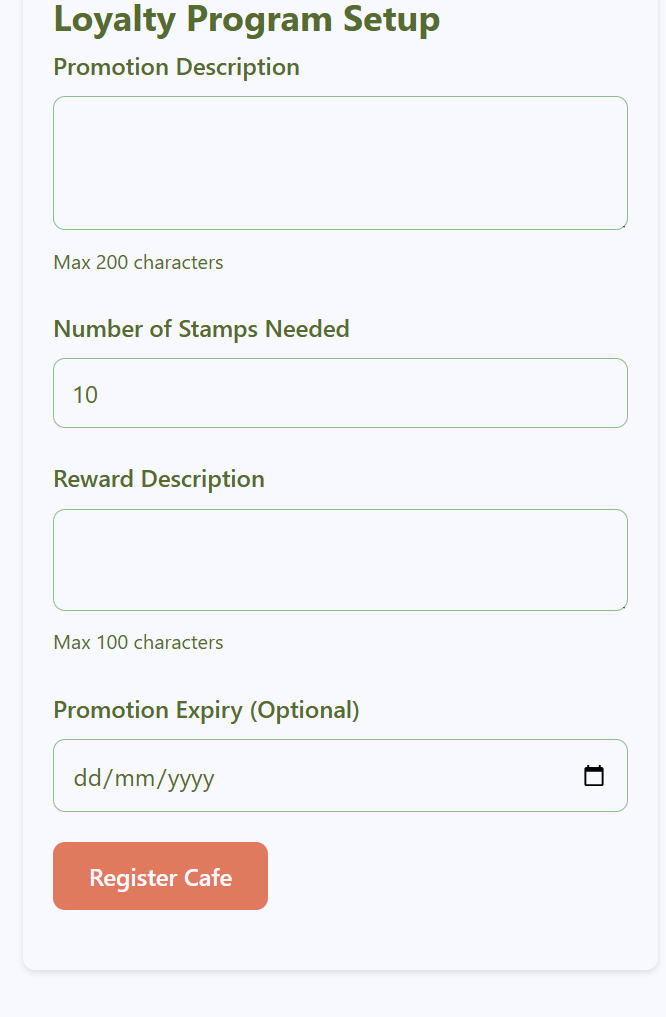 Loyalty Program Setup
Promotion Description
Max 200 characters
Number of Stamps Needed
10
Reward Description
Max 100 characters
Promotion Expiry (Optional)
dd/mm/yyyy
Register Cafe